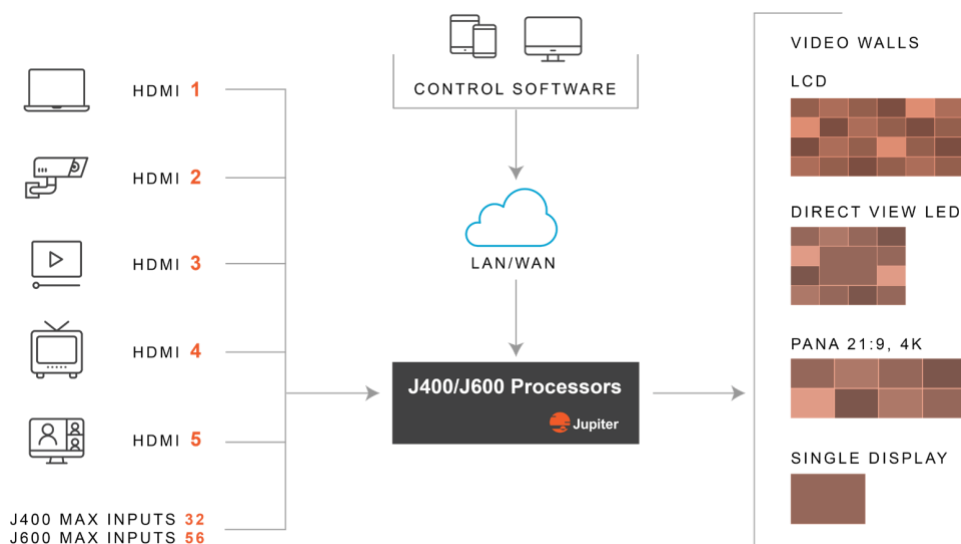 HDMI 1
HDMI 2
HDMI 3
HDMI 4
HDMI 5
J400 MAX INPUTS 32
J600 MAX INPUTS 56
CONTROL SOFTWARE
LAN/WAN
J400/J600 Processors
Jupiter
VIDEO WALLS
LCD
DIRECT VIEW LED
PANA 21:9, 4K
SINGLE DISPLAY